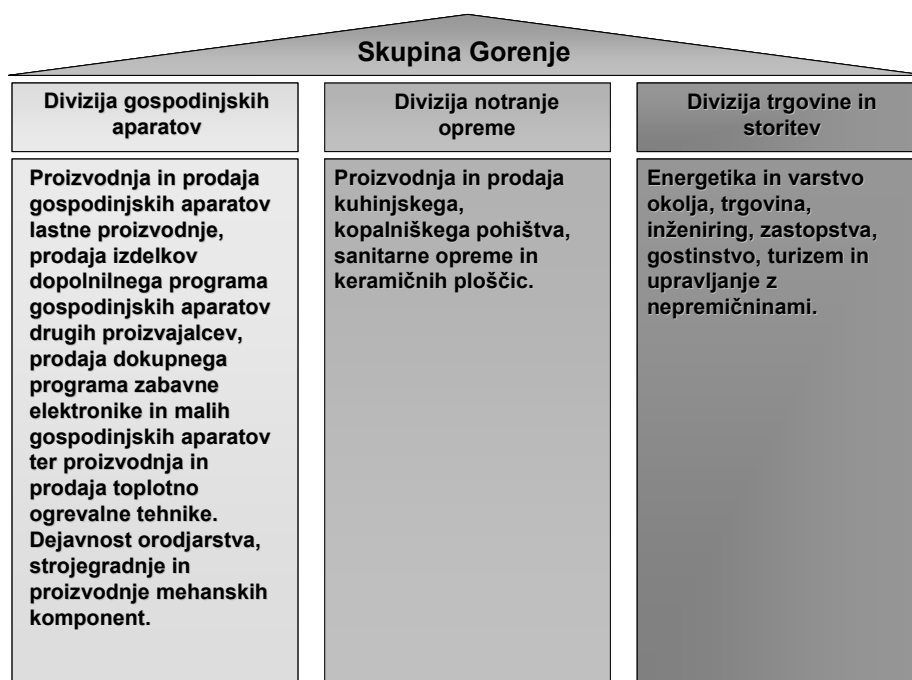 Skupina Gorenje
Divizija gospodinjskih
aparatov
Proizvodnja in prodaja
gospodinjskih aparatov
lastne proizvodnje,
prodaja izdelkov
dopolnilnega programa
gospodinjskih aparatov
drugih proizvajalcev,
prodaja dokupnega
programa zabavne
elektronike in malih
gospodinjskih aparatov
ter proizvodnja in
prodaja toplotno
ogrevalne tehnike.
Dejavnost orodjarstva,
strojegradnje in
proizvodnje mehanskih
komponent.
Divizija notranje
opreme
Proizvodnja in prodaja
kuhinjskega,
kopalniškega pohištva,
sanitarne opreme in
keramičnih ploščic.
Divizija trgovine in
storitev
Energetika in varstvo
okolja, trgovina,
inženiring, zastopstva,
gostinstvo, turizem in
upravljanje z
nepremičninami.